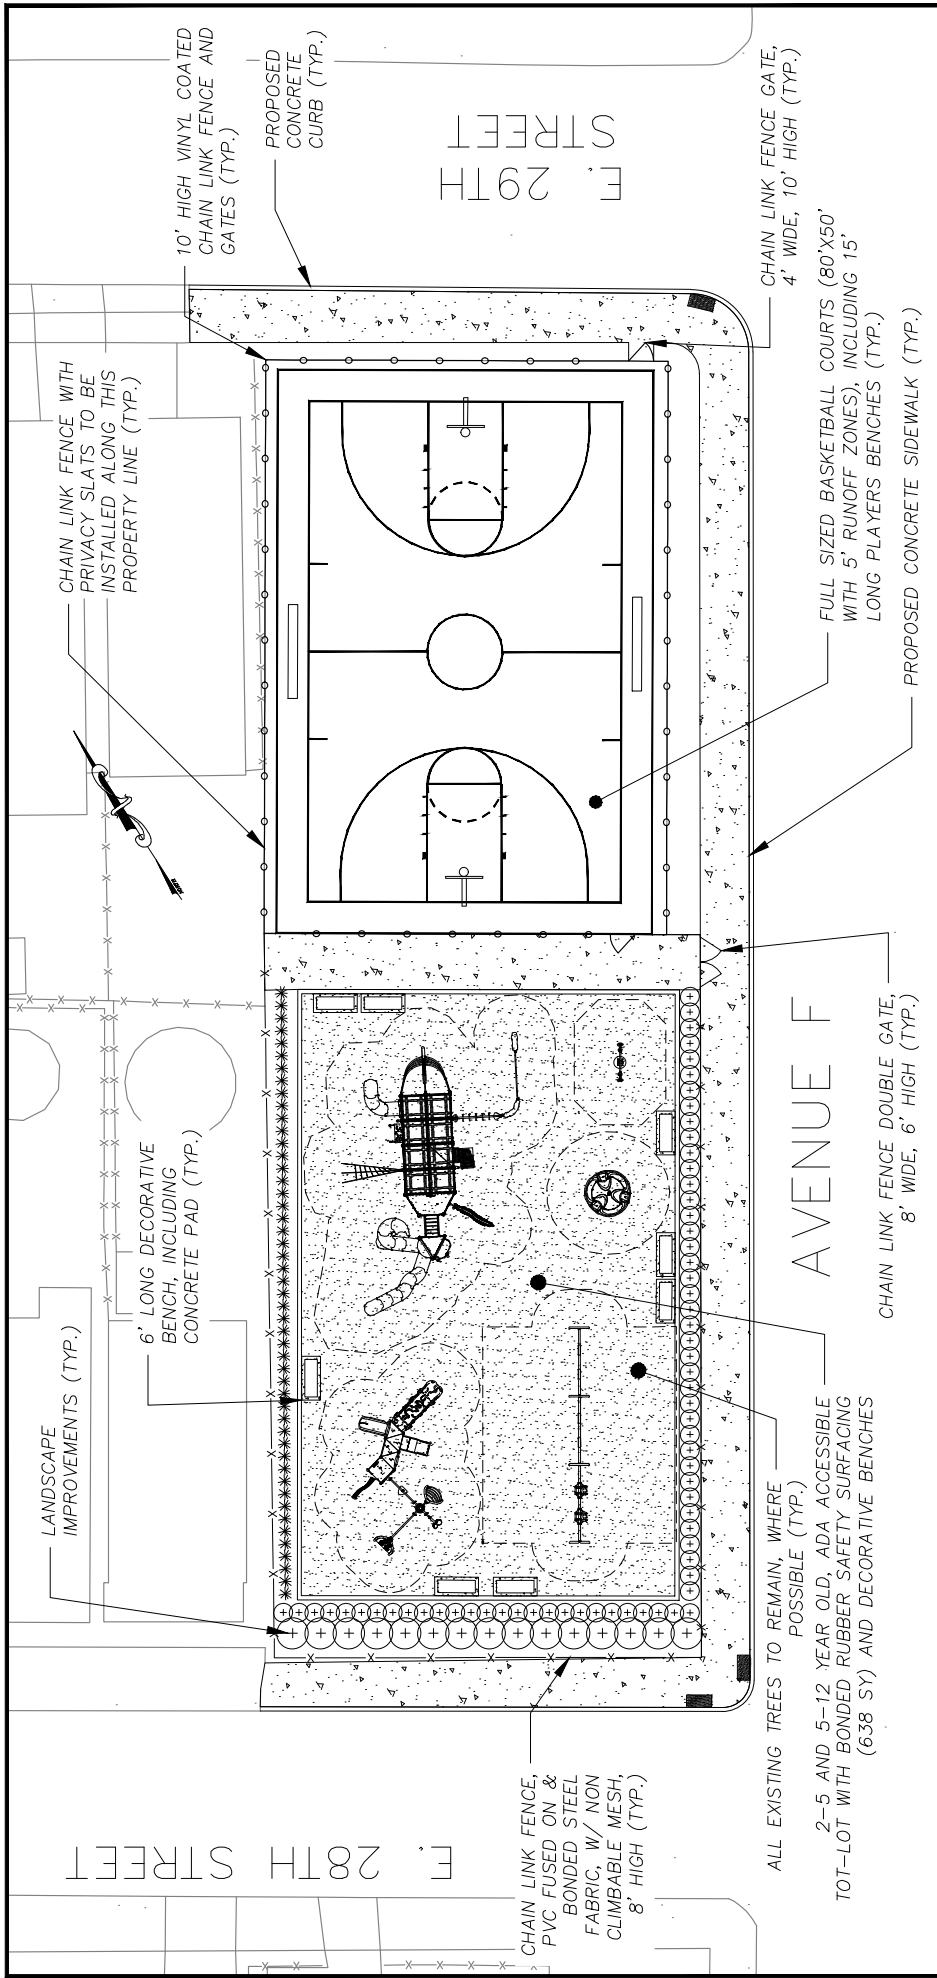 10' HIGH VINYL COATED
CHAIN LINK FENCE AND
GATES (TYP.)
PROPOSED
CONCRETE
CURB (TYP.)
E. 29TH
STREET
CHAIN LINK FENCE GATE,
4' WIDE, 10' HIGH (TYP.)
CHAIN LINK FENCE WITH
PRIVACY SLATS TO BE
INSTALLED ALONG THIS
PROPERTY LINE (TYP.)
FULL SIZED BASKETBALL COURTS (80'X50'
WITH 5' RUNOFF ZONES), INCLUDING 15'
LONG PLAYERS BENCHES (TYP.)
PROPOSED CONCRETE SIDEWALK (TYP.)
6' LONG DECORATIVE
BENCH, INCLUDING
CONCRETE PAD (TYP.)
AVENUE F
CHAIN LINK FENCE DOUBLE GATE,
8' WIDE, 6' HIGH (TYP.)
LANDSCAPE
IMPROVEMENTS (TYP.)
ALL EXISTING TREES TO REMAIN, WHERE
POSSIBLE (TYP.)
2-5 AND 5-12 YEAR OLD, ADA ACCESSIBLE
TOT-LOT WITH BONDED RUBBER SAFETY SURFACING
(638 SY) AND DECORATIVE BENCHES
CHAIN LINK FENCE,
PVC FUSED ON &
BONDED STEEL
FABRIC, W/ NON
CLIMBABLE MESH,
8' HIGH (TYP.)
E. 28TH STREET